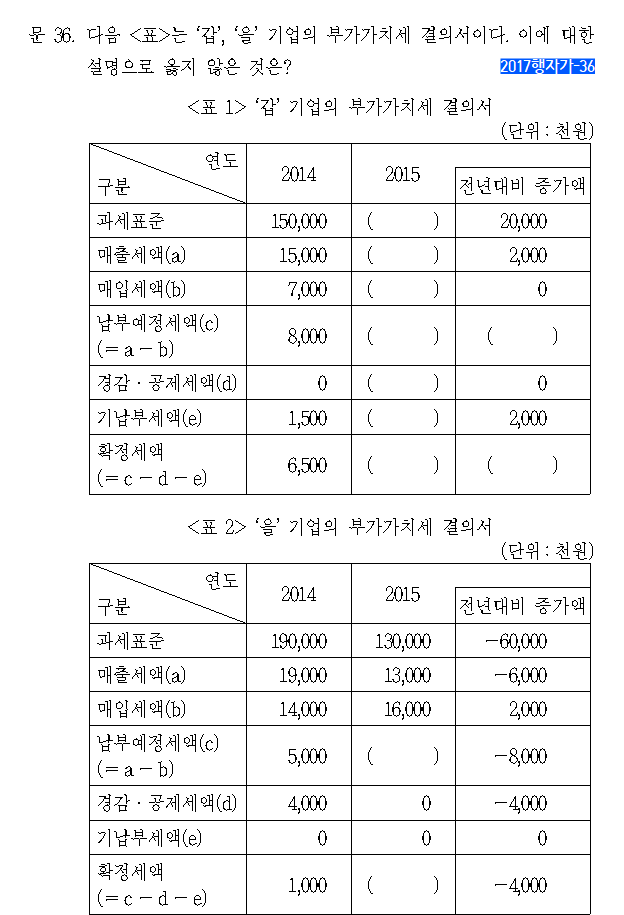 문 36. 다음 <표>는 ‘갑’, ‘을’ 기업의 부가가치세 결의서이다. 이에 대한
설명으로 옳지 않은 것은?
2017행자가-36
<표 1> ‘갑’ 기업의 부가가치세 결의서
(단위 : 천원)
연도
구분
2014
2015
전년대비 증가액
과세표준 150,000 ( ) 20,000
매출세액(a) 15,000 ( ) 2,000
매입세액(b) 7,000 ( ) 0
납부예정세액(c)
(= a − b) 8,000 ( ) ( )
경감 · 공제세액(d) 0 ( ) 0
기납부세액(e) 1,500 ( ) 2,000
확정세액
(= c − d − e) 6,500 ( ) ( )
<표 2> ‘을’ 기업의 부가가치세 결의서
(단위 : 천원)
연도
구분
2014
2015
전년대비 증가액
과세표준 190,000 130,000 −60,000
매출세액(a) 19,000 13,000 −6,000
매입세액(b) 14,000 16,000 2,000
납부예정세액(c)
(= a − b) 5,000 ( ) −8,000
경감 · 공제세액(d) 4,000 0 −4,000
기납부세액(e) 0 0 0
확정세액
(= c − d − e) 1,000 ( ) −4,000